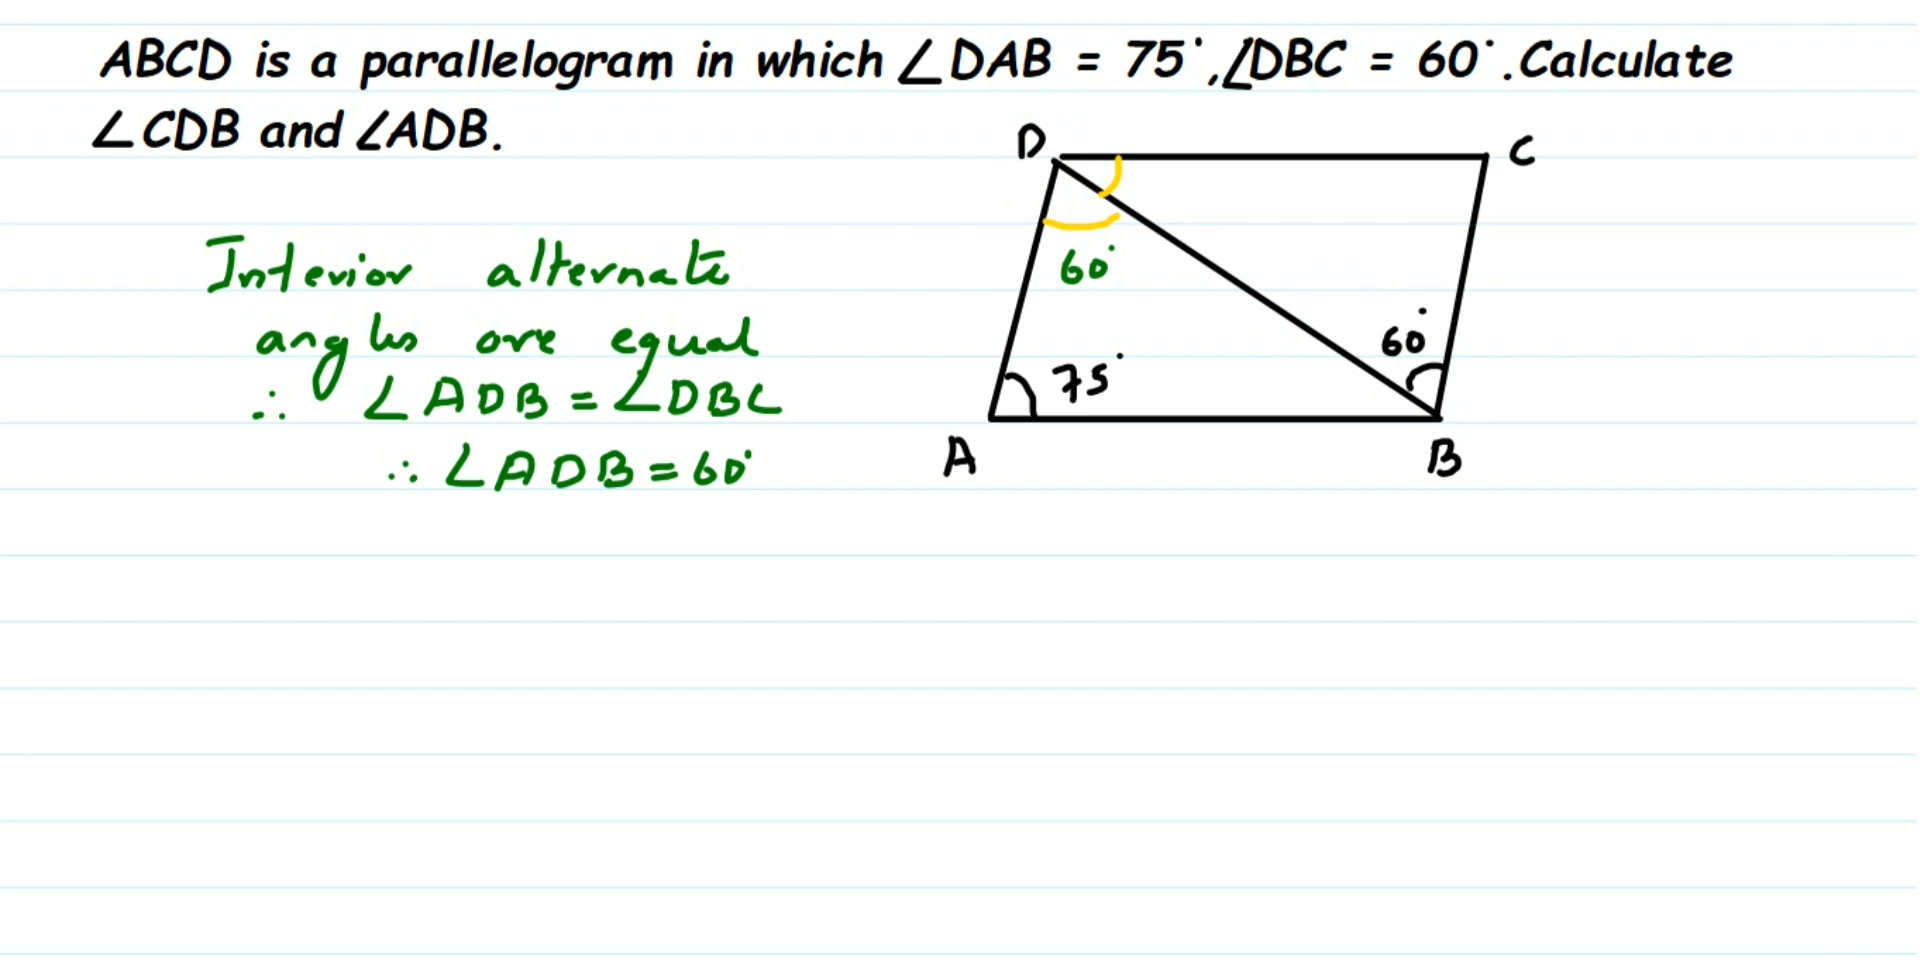 ABCD is a parallelogram in which ∠DAB = 75˙,∠DBC = 60˙.Calculate
∠CDB and ∠ADB.
D
C
Interior alternate
60˙
angles are equal
60˙
75˙
∴ ∠ADB = ∠DBC
A
B
∴ ∠ADB = 60˙